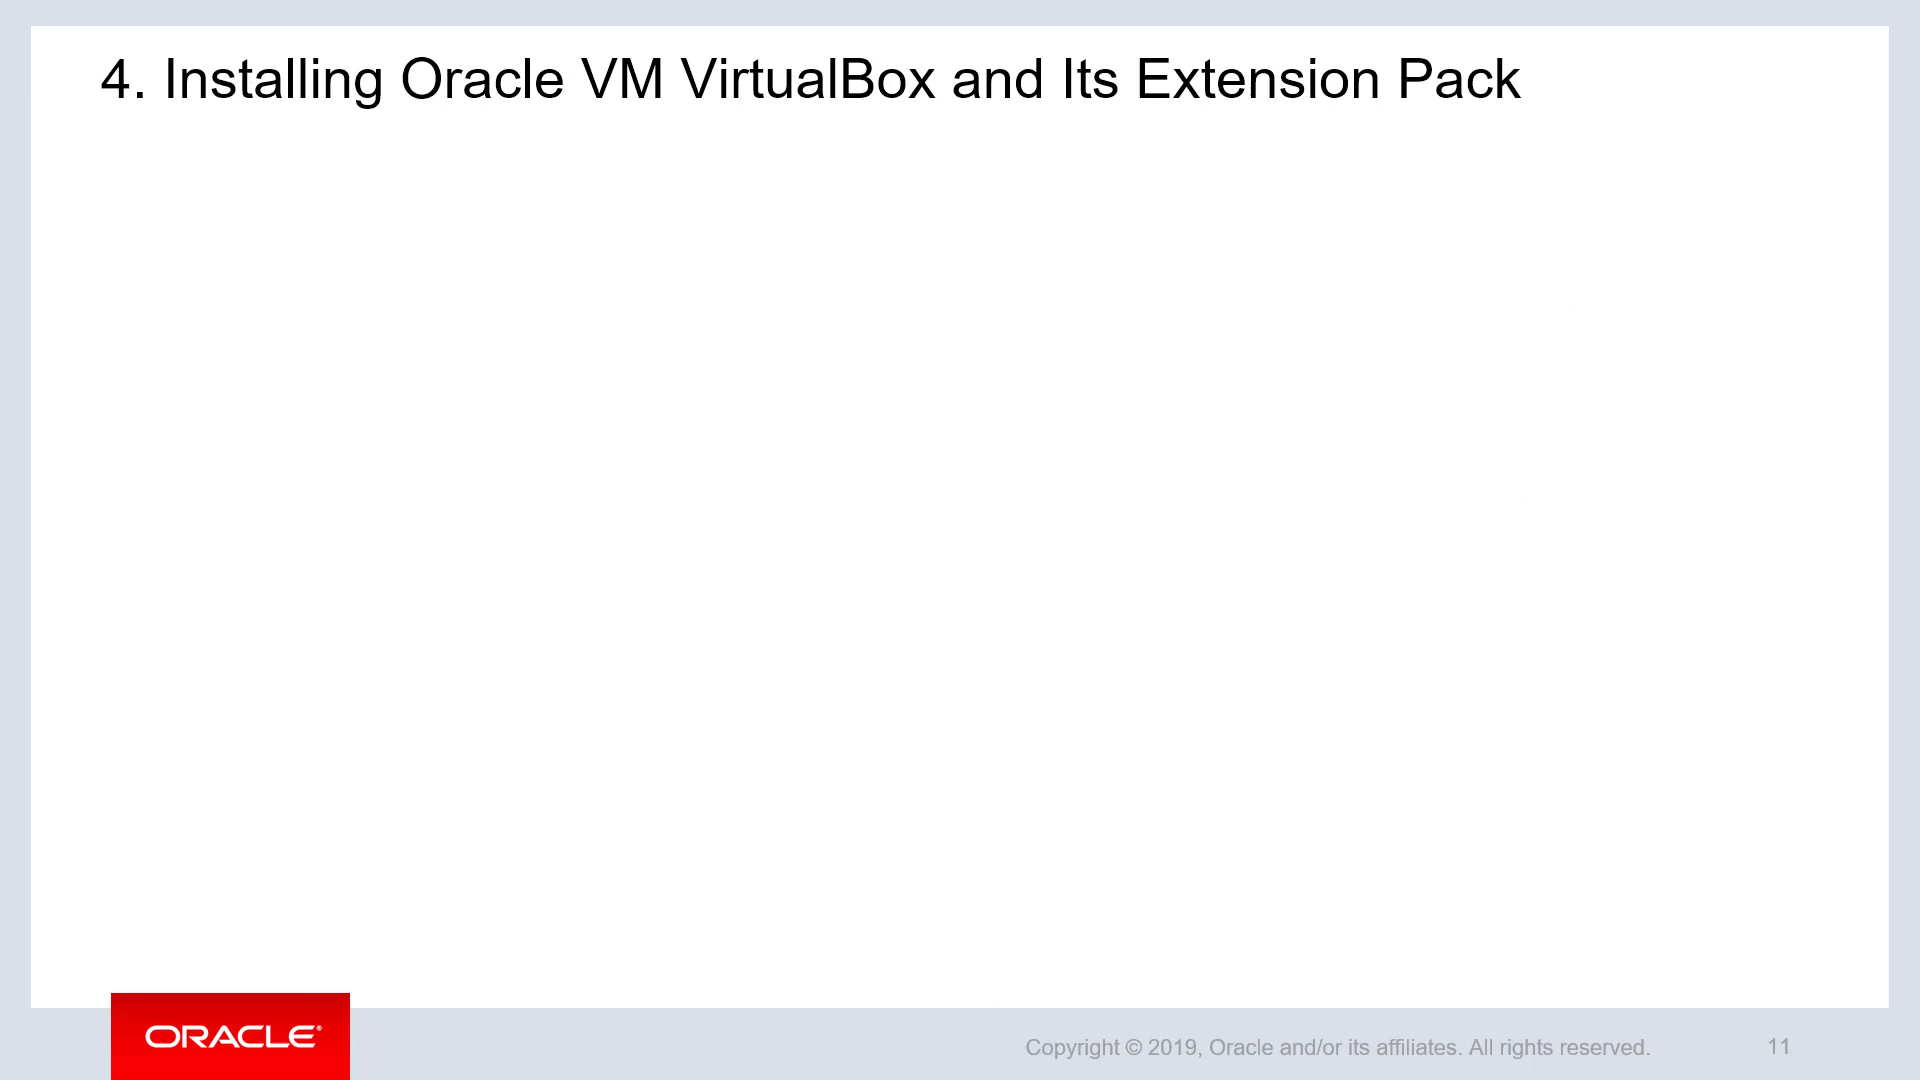 4. Installing Oracle VM VirtualBox and Its Extension Pack
ORACLE®
Copyright © 2019, Oracle and/or its affiliates. All rights reserved.
11